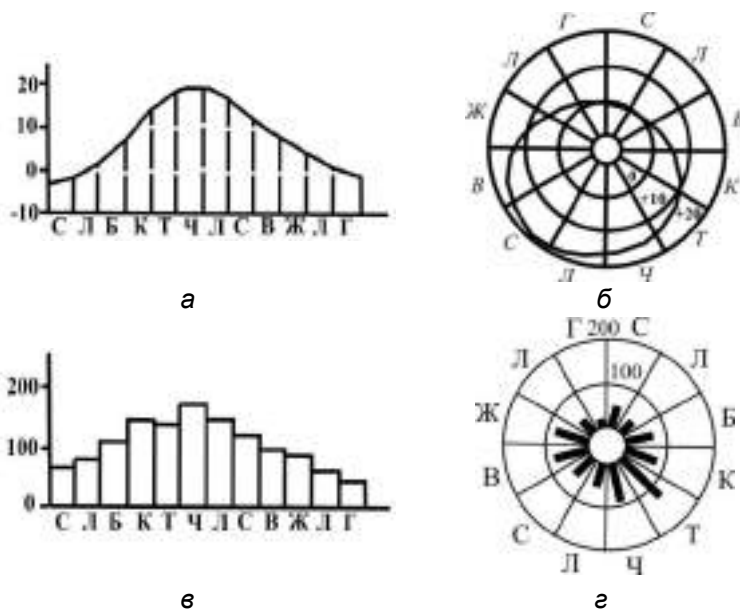 20
10
0
-10
С Л Б К Т Ч Л С В Ж Л Г
а
Г С
Л Л
Ж
В К
С Т
Л Ч
0
+10
+20
б
200
100
0
С Л Б К Т Ч Л С В Ж Л Г
в
Г 200 С
Л 100 Л
Ж Б
В К
С Т
Л Ч
г